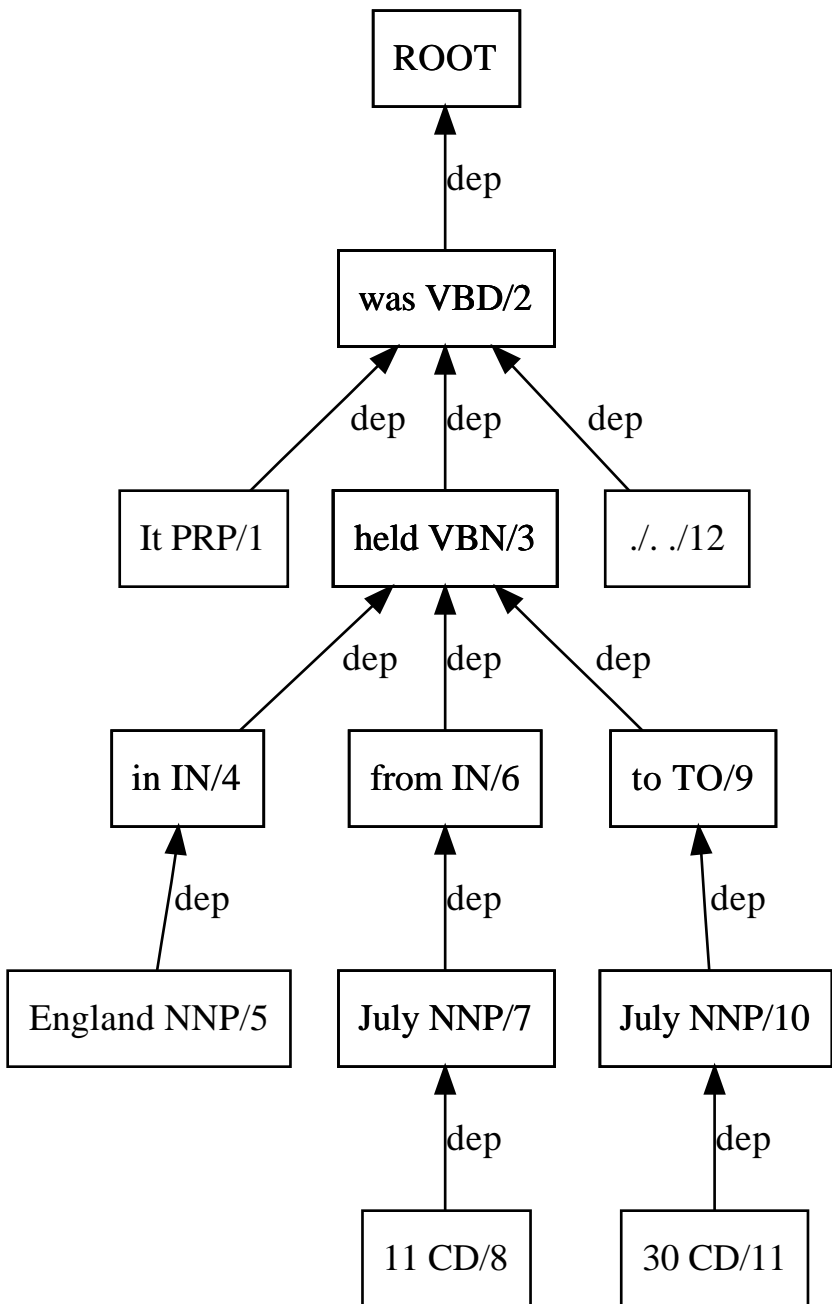 ROOT
dep
was VBD/2
dep dep dep
It PRP/1 held VBN/3 ./. ./12
dep dep dep
in IN/4 from IN/6 to TO/9
dep dep dep
England NNP/5 July NNP/7 July NNP/10
dep dep
11 CD/8 30 CD/11